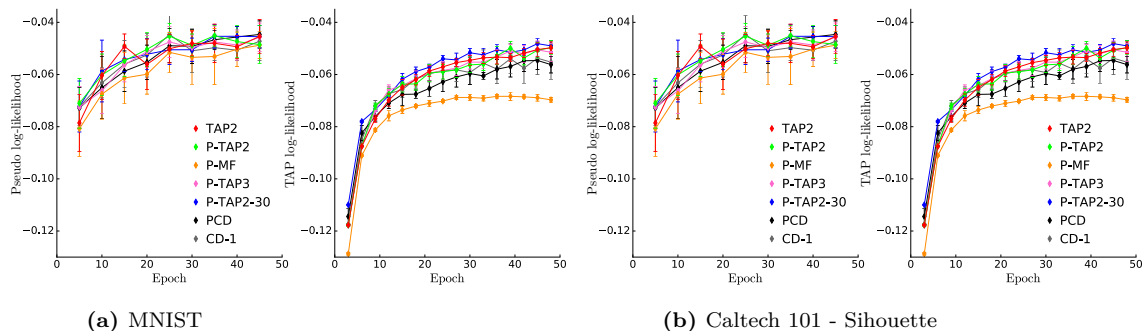 −0.04
−0.06
−0.08
−0.10
−0.12
Pseudo log-likelihood
0 10 20 30 40 50
Epoch
TAP2
P-TAP2
P-MF
P-TAP3
P-TAP2-30
PCD
CD-1
−0.04
−0.06
−0.08
−0.10
−0.12
TAP log-likelihood
0 10 20 30 40 50
Epoch
TAP2
P-TAP2
P-MF
P-TAP3
P-TAP2-30
PCD
CD-1
(a) MNIST
−0.04
−0.06
−0.08
−0.10
−0.12
Pseudo log-likelihood
0 10 20 30 40 50
Epoch
TAP2
P-TAP2
P-MF
P-TAP3
P-TAP2-30
PCD
CD-1
−0.04
−0.06
−0.08
−0.10
−0.12
TAP log-likelihood
0 10 20 30 40 50
Epoch
TAP2
P-TAP2
P-MF
P-TAP3
P-TAP2-30
PCD
CD-1
(b) Caltech 101 - Sihouette